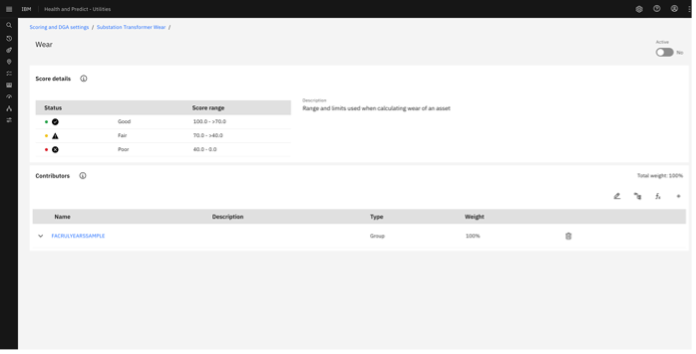 IBM Health and Predict - Utilities
Scoring and DGA settings / Substation Transformer Wear /
Wear
Active
No
Score details
Description
Range and limits used when calculating wear of an asset
Status Score range
Good 100.0 - >70.0
Fair 70.0 - >40.0
Poor 40.0 - 0.0
Contributors
Total weight: 100%
Name Description Type Weight
Group 100%